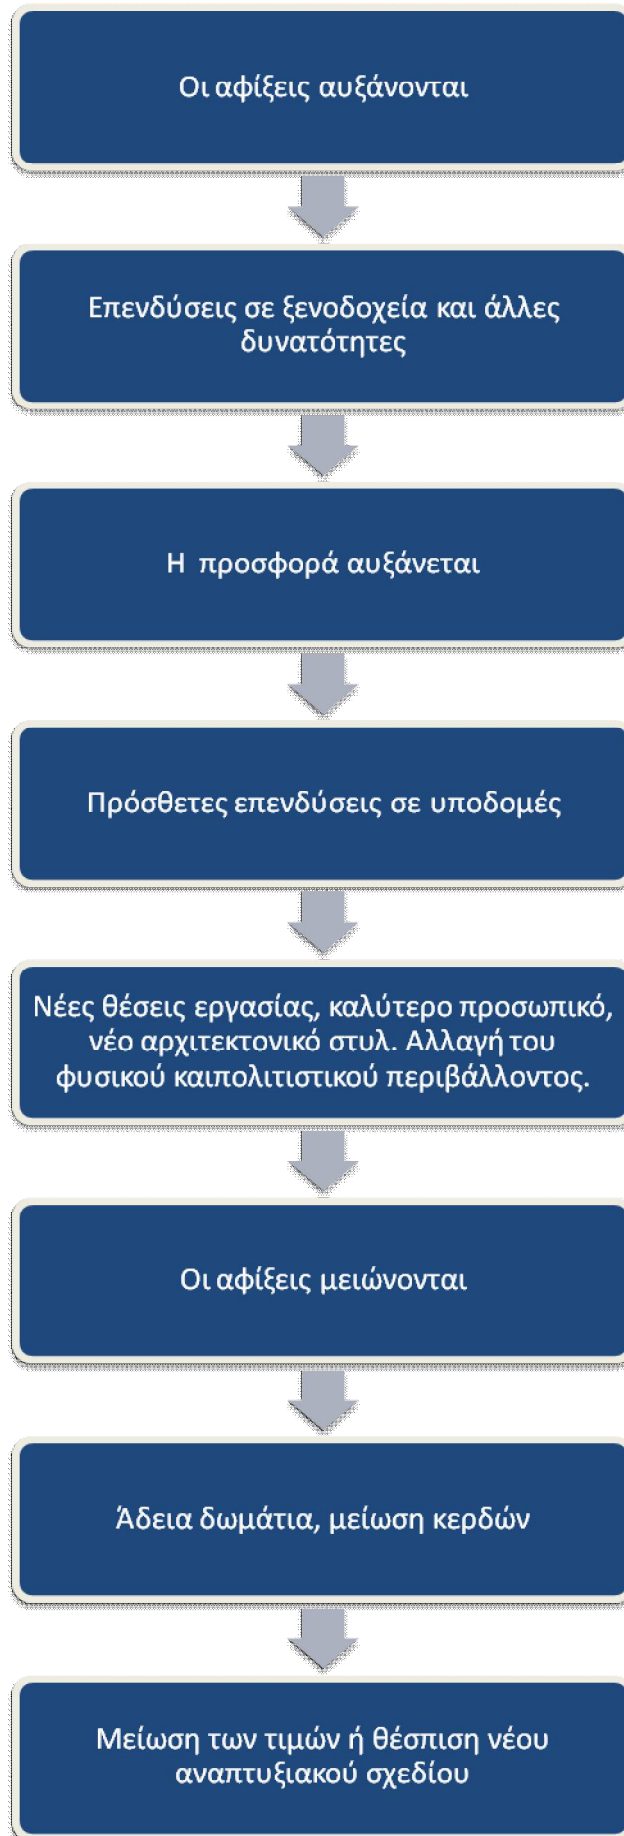 Οι αφίξεις αυξάνονται
Επενδύσεις σε ξενοδοχεία και άλλες
δυνατότητες
Η προσφορά αυξάνεται
Πρόσθετες επενδύσεις σε υποδομές
Νέες θέσεις εργασίας, καλύτερο προσωπικό,
νέο αρχιτεκτονικό στυλ. Αλλαγή του
φυσικού καιπολιτιστικού περιβάλλοντος.
Οι αφίξεις μειώνονται
Άδεια δωμάτια, μείωση κερδών
Μείωση των τιμών ή θέσπιση νέου
αναπτυξιακού σχεδίου